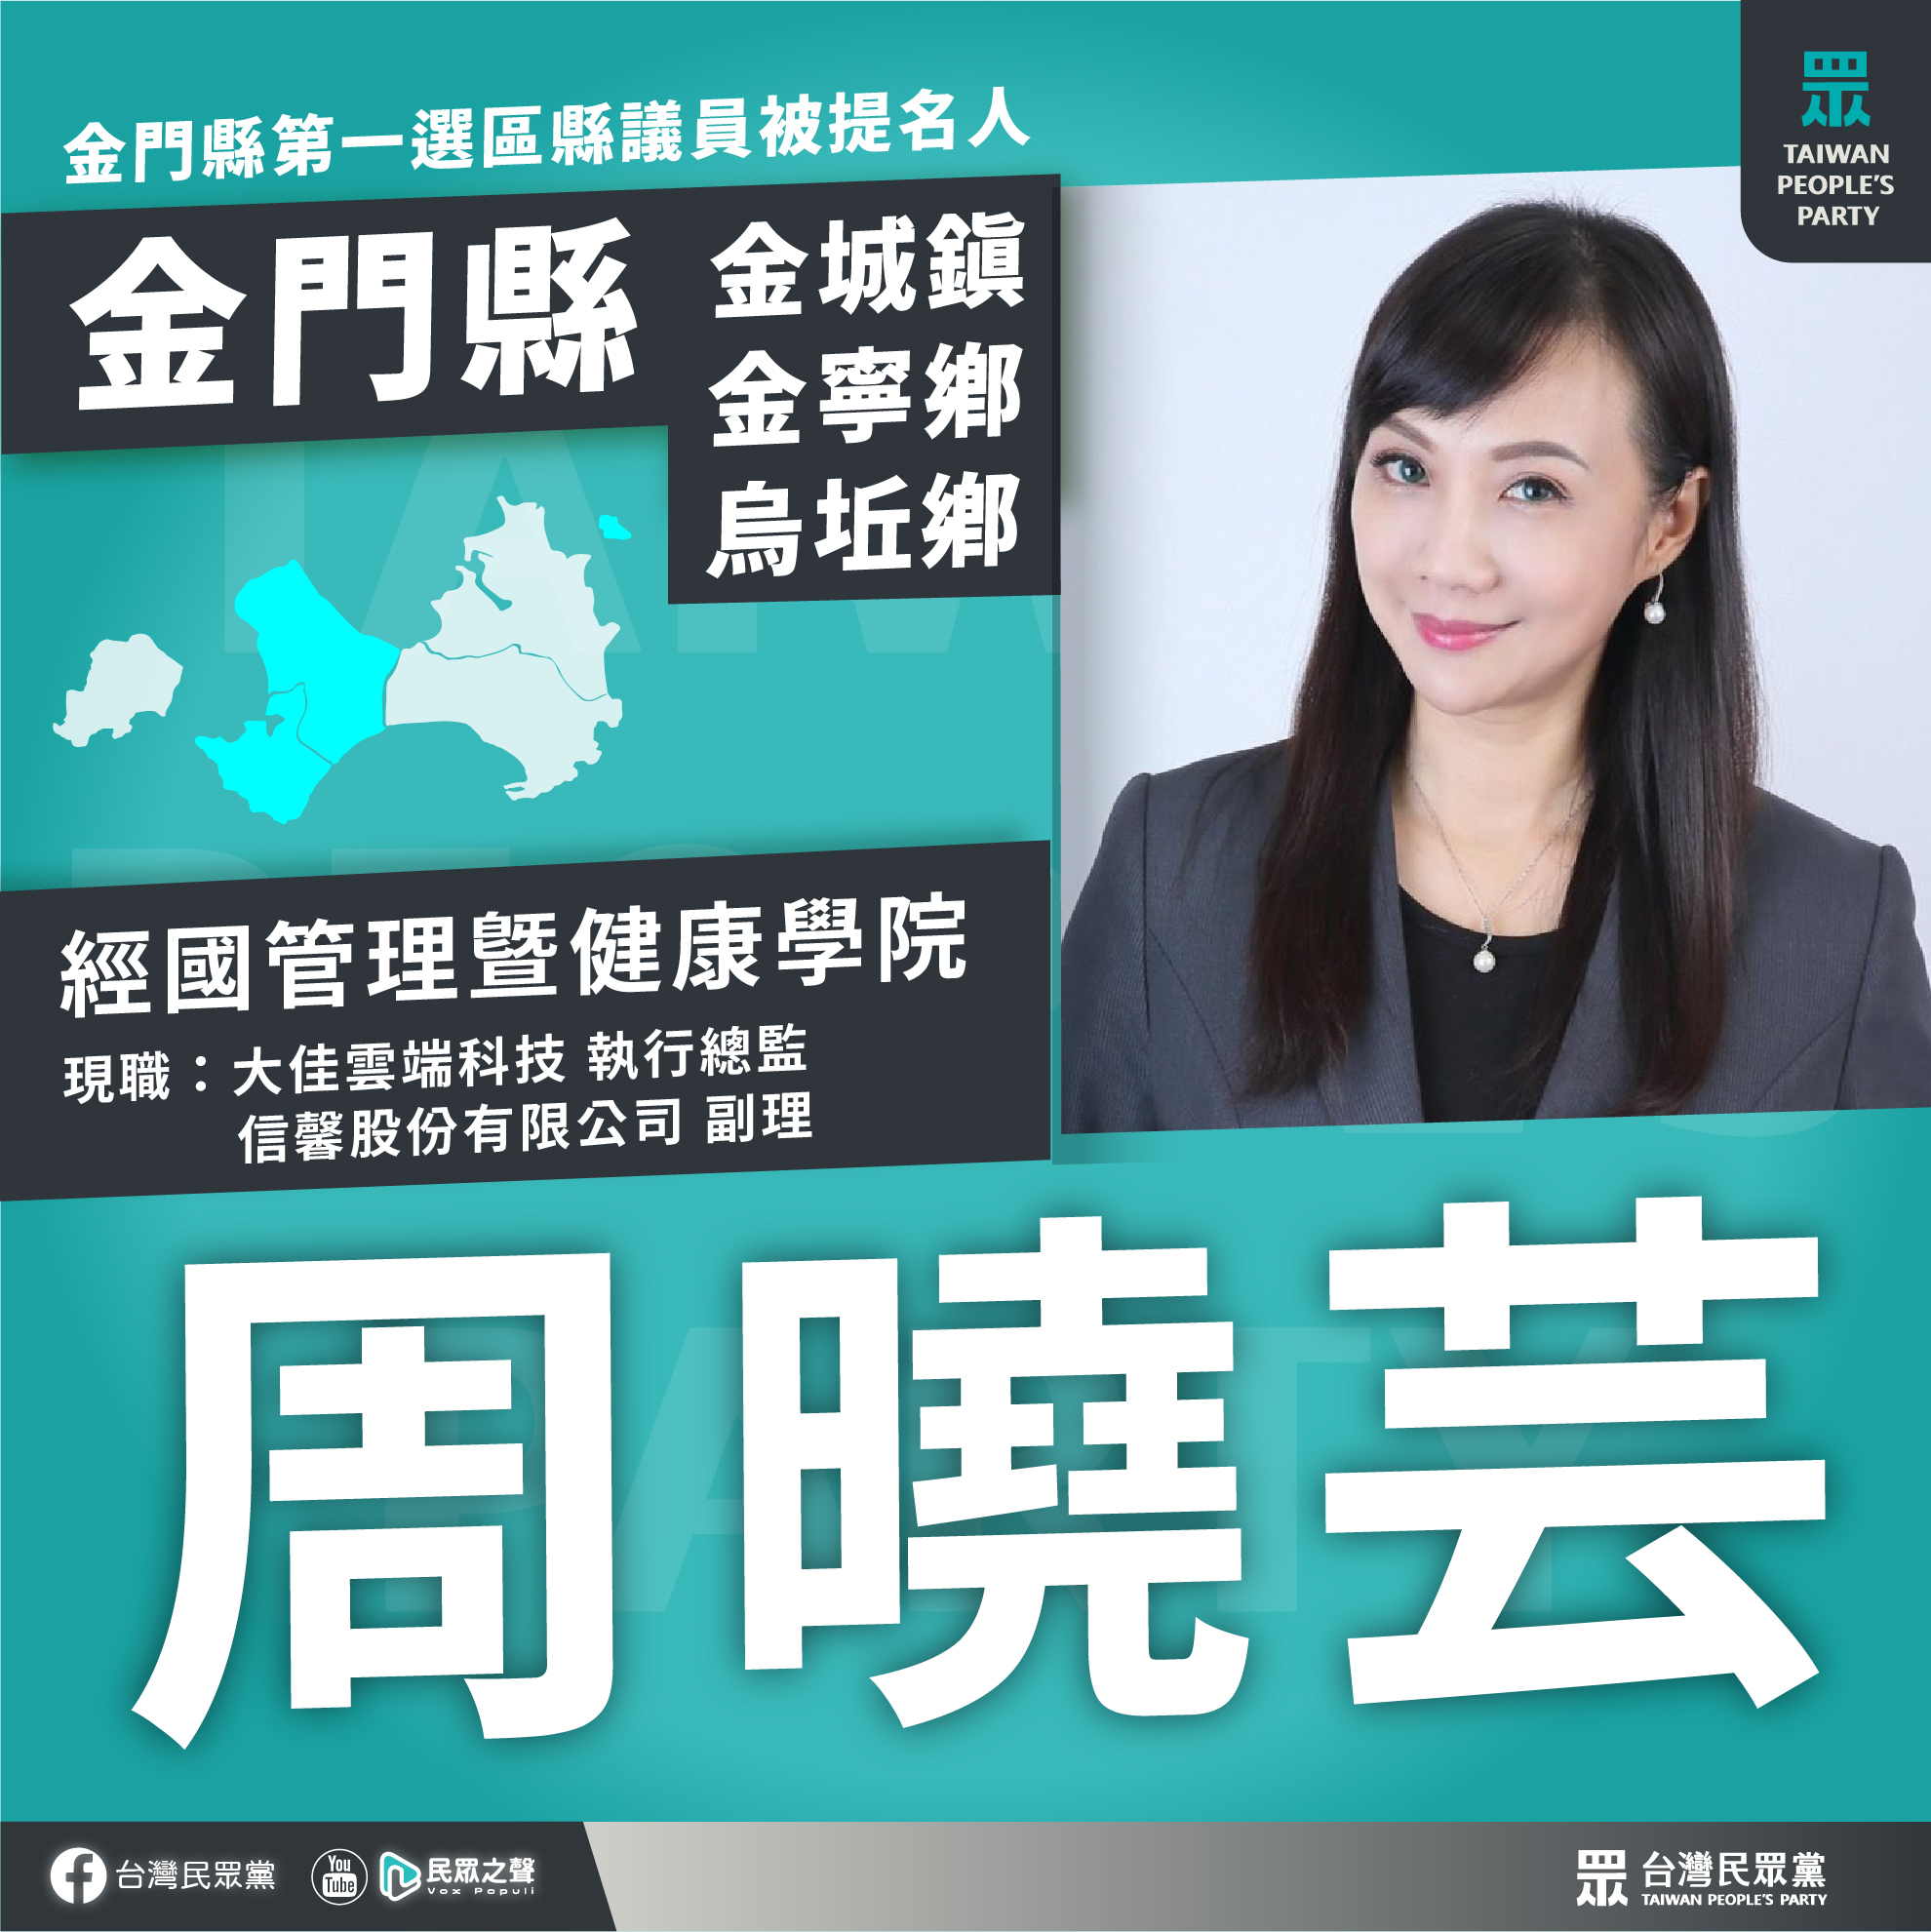 金門縣第一選區縣議員被提名人
TAIWAN
PEOPLE'S
PARTY
金門縣
金城鎮
金寧鄉
烏坵鄉
經國管理暨健康學院
現職：大佳雲端科技 執行總監
信馨股份有限公司 副理
周曉芸
台灣民眾黨
You
Tube
民眾之聲
Vox Populi
眾 台灣民眾黨
TAIWAN PEOPLE'S PARTY